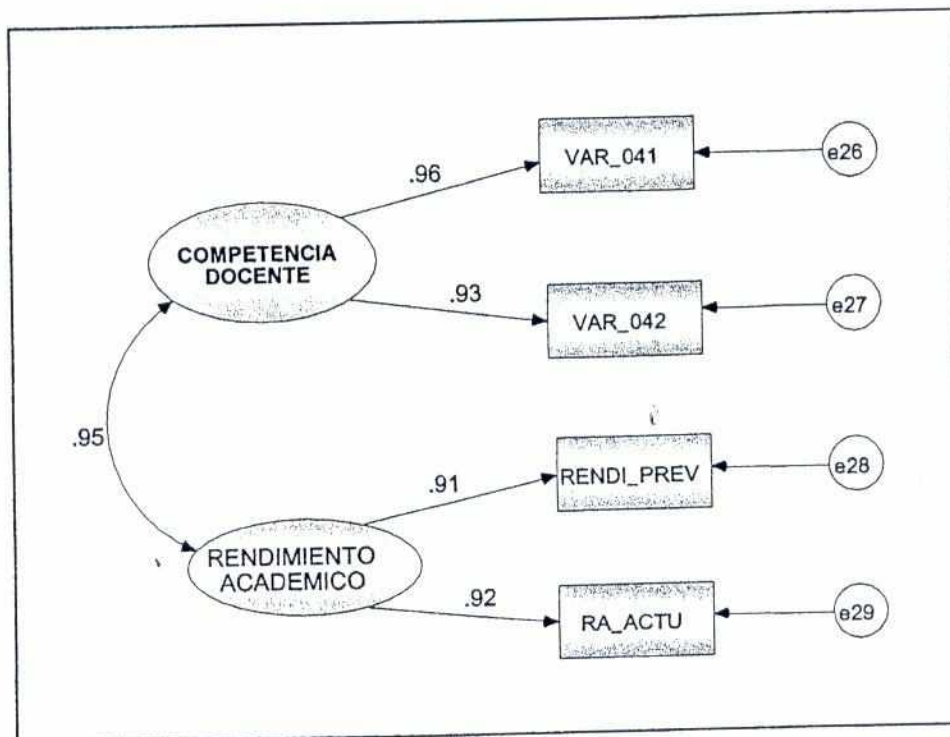 .96
VAR_041
e26
COMPETENCIA
DOCENTE
.93
VAR_042
e27
.95
.91
RENDI_PREV
e28
RENDIMIENTO
ACADEMICO
.92
RA_ACTU
e29